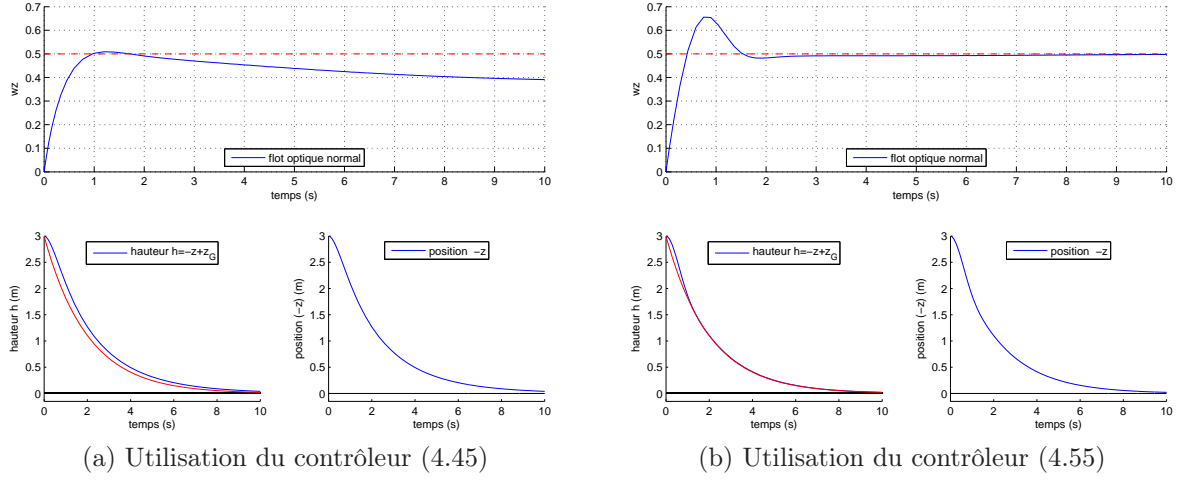 0.7
0.6
0.5
0.4
0.3
0.2
0.1
0
wz
flot optique normal
0 1 2 3 4 5 6 7 8 9 10
temps (s)
3
2.5
2
1.5
1
0.5
0
hauteur h (m)
hauteur h=-z+z_G
0 2 4 6 8 10
temps (s)
3
2.5
2
1.5
1
0.5
0
position (-z) (m)
position -z
0 2 4 6 8 10
temps (s)
(a) Utilisation du contrôleur (4.45)
0.7
0.6
0.5
0.4
0.3
0.2
0.1
0
wz
flot optique normal
0 1 2 3 4 5 6 7 8 9 10
temps (s)
3
2.5
2
1.5
1
0.5
0
hauteur h (m)
hauteur h=-z+z_G
0 2 4 6 8 10
temps (s)
3
2.5
2
1.5
1
0.5
0
position (-z) (m)
position -z
0 2 4 6 8 10
temps (s)
(b) Utilisation du contrôleur (4.55)